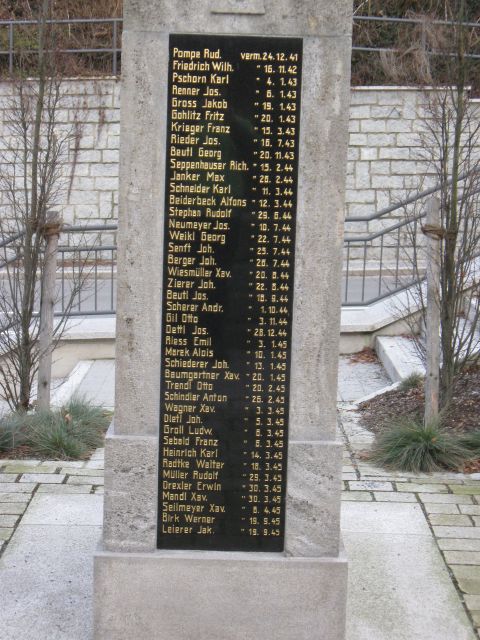 Pompe Rud. verm. 24.12.41
Friedrich Wilh. " 16.11.42
Pschorn Karl " 4.1.43
Renner Jos. " 6.1.43
Gross Jakob " 19.1.43
Gohlitz Fritz " 20.1.43
Krieger Franz " 15.3.43
Rieder Jos. " 16.7.43
Beutl Georg " 20.11.43
Seppenhauser Rich. " 15.2.44
Janker Max " 28.2.44
Schneider Karl " 11.3.44
Beiderbeck Alfons " 12.3.44
Stephan Rudolf " 29.6.44
Neumeyer Jos. " 10.7.44
Weikl Georg " 22.7.44
Senft Joh. " 25.7.44
Berger Joh. " 26.7.44
Wiesmüller Xav. " 20.8.44
Zierer Joh. " 22.8.44
Beutl Jos. " 18.9.44
Scherer Andr. " 1.10.44
Gil Otto " 3.11.44
Dettl Jos. " 28.12.44
Riess Emil " 3.1.45
Marek Alois " 10.1.45
Schiederer Joh. " 13.1.45
Baumgartner Xav. " 20.1.45
Trendl Otto " 20.2.45
Schindler Anton " 26.2.45
Wagner Xav. " 3.3.45
Dietl Joh. " 5.3.45
Groll Ludw. " 6.3.45
Sebald Franz " 6.3.45
Heinrich Karl " 14.3.45
Radtke Walter " 18.3.45
Müller Rudolf " 29.3.45
Drexler Erwin " 30.3.45
Mandl Xav. " 30.3.45
Seilmeyer Xav. " 8.4.45
Birk Werner " 19.9.45
Leierer Jak. " 19.9.45